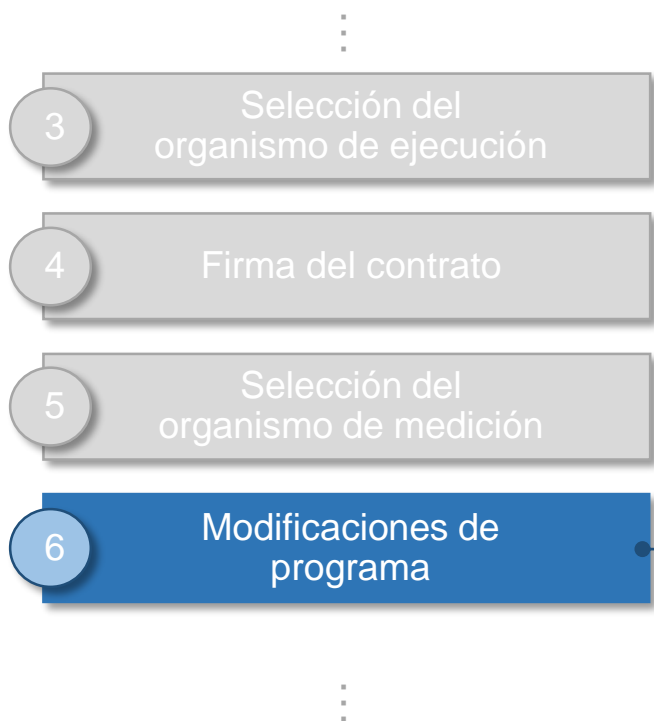 3
Selección del
organismo de ejecución
4
Firma del contrato
5
Selección del
organismo de medición
6
Modificaciones de
programa